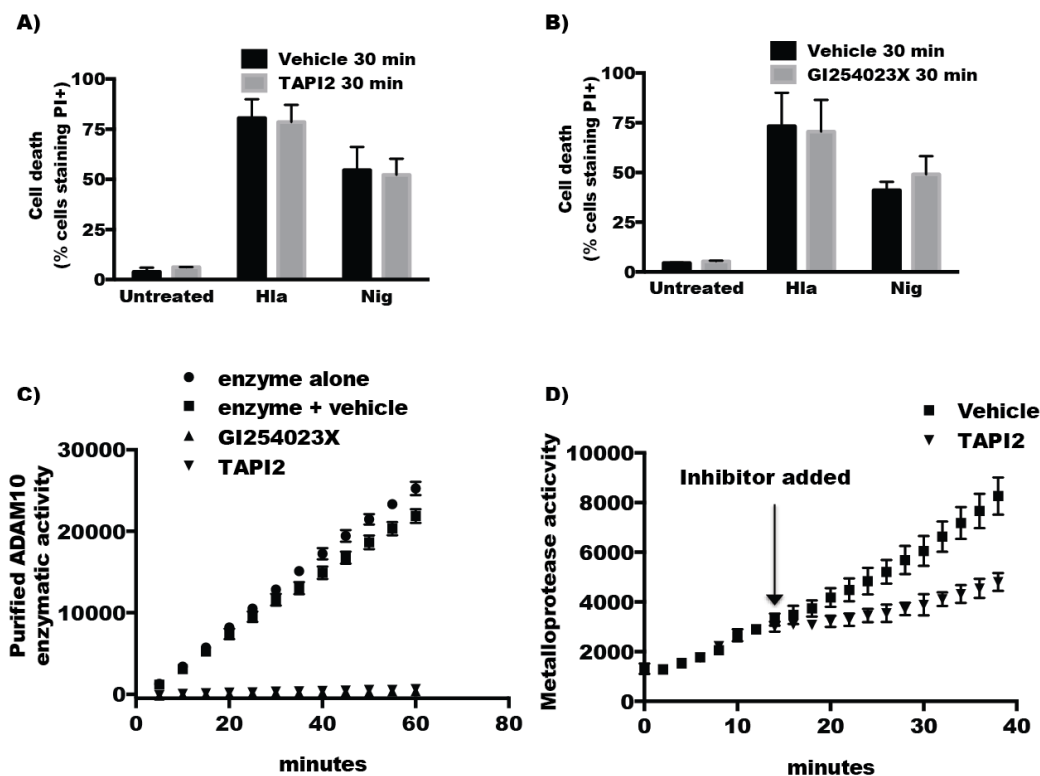 A)
Vehicle 30 min
TAPI2 30 min
Cell death
(% cells staining PI+)
100
75
50
25
0
Untreated Hla Nig
B)
Vehicle 30 min
GI254023X 30 min
Cell death
(% cells staining PI+)
100
75
50
25
0
Untreated Hla Nig
C)
enzyme alone
enzyme + vehicle
GI254023X
TAPI2
Purified ADAM10
enzymatic activity
30000
20000
10000
0
0 20 40 60 80
minutes
D)
Vehicle
TAPI2
Inhibitor added
Metalloprotease acticvity
10000
8000
6000
4000
2000
0
0 10 20 30 40
minutes